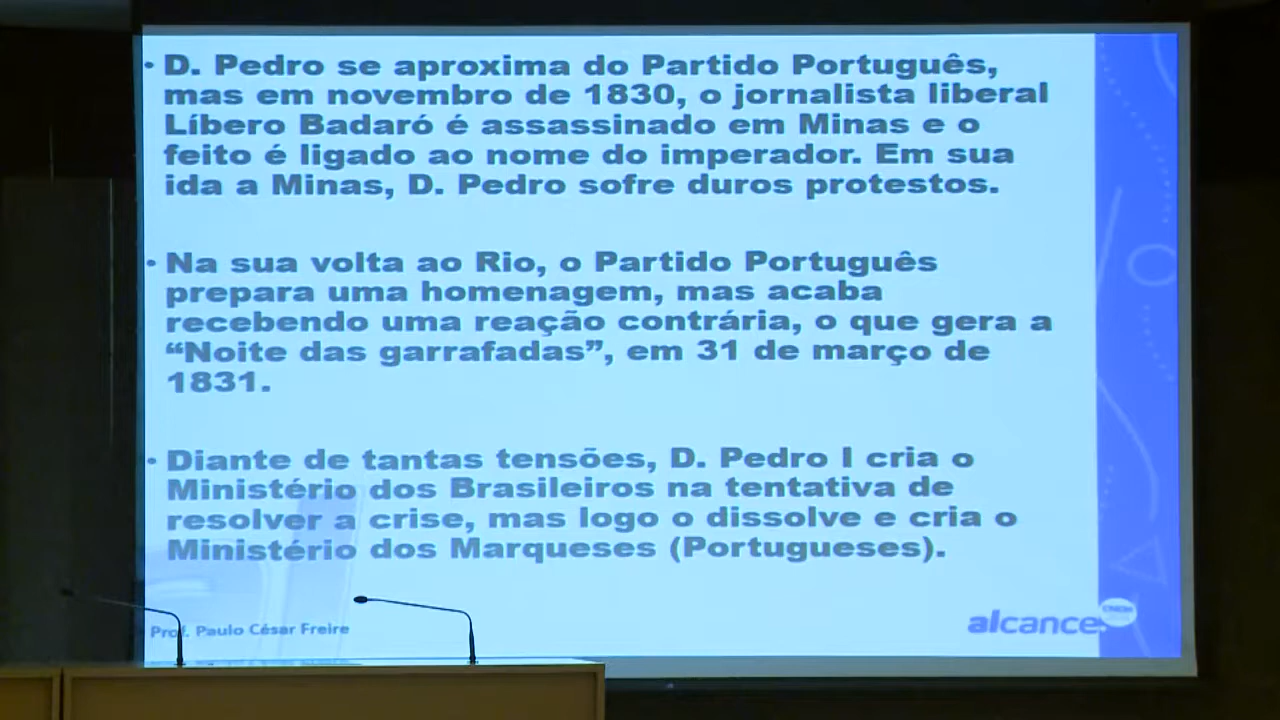 • D. Pedro se aproxima do Partido Português,
mas em novembro de 1830, o jornalista liberal
Líbero Badaró é assassinado em Minas e o
feito é ligado ao nome do imperador. Em sua
ida a Minas, D. Pedro sofre duros protestos.
• Na sua volta ao Rio, o Partido Português
prepara uma homenagem, mas acaba
recebendo uma reação contrária, o que gera a
“Noite das garrafadas”, em 31 de março de
1831.
• Diante de tantas tensões, D. Pedro I cria o
Ministério dos Brasileiros na tentativa de
resolver a crise, mas logo o dissolve e cria o
Ministério dos Marqueses (Portugueses).
Prof. Paulo César Freire
alcance.